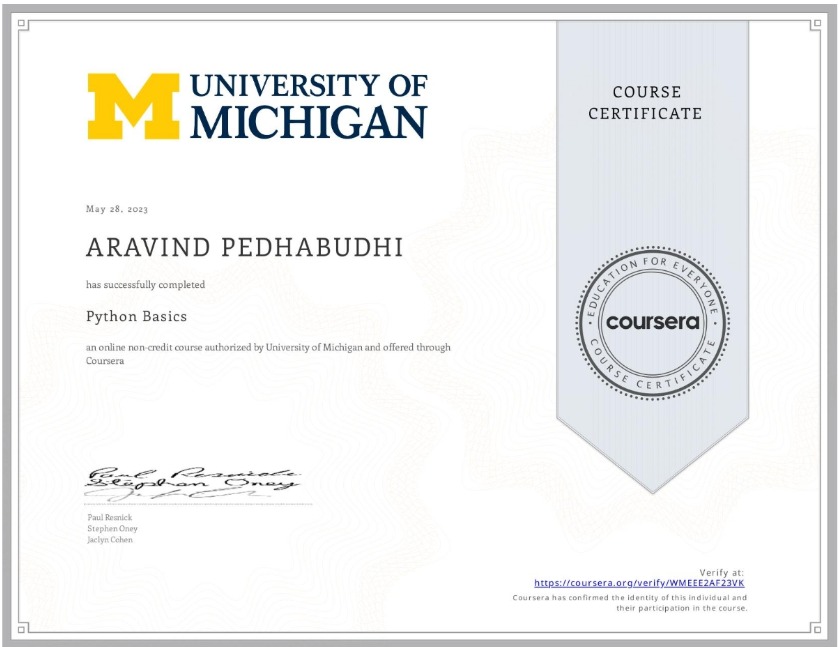 UNIVERSITY OF
MICHIGAN
COURSE
CERTIFICATE
May 28, 2023
ARAVIND PEDHABUDHI
has successfully completed
Python Basics
an online non-credit course authorized by University of Michigan and offered through
Coursera
EDUCATION FOR EVERYONE
coursera
COURSE CERTIFICATE
Paul Resnick
Stephen Oney
Paul Resnick
Stephen Oney
Jaclyn Cohen
Verify at:
https://coursera.org/verify/WMEEE2AF23VK
Coursera has confirmed the identity of this individual and
their participation in the course.